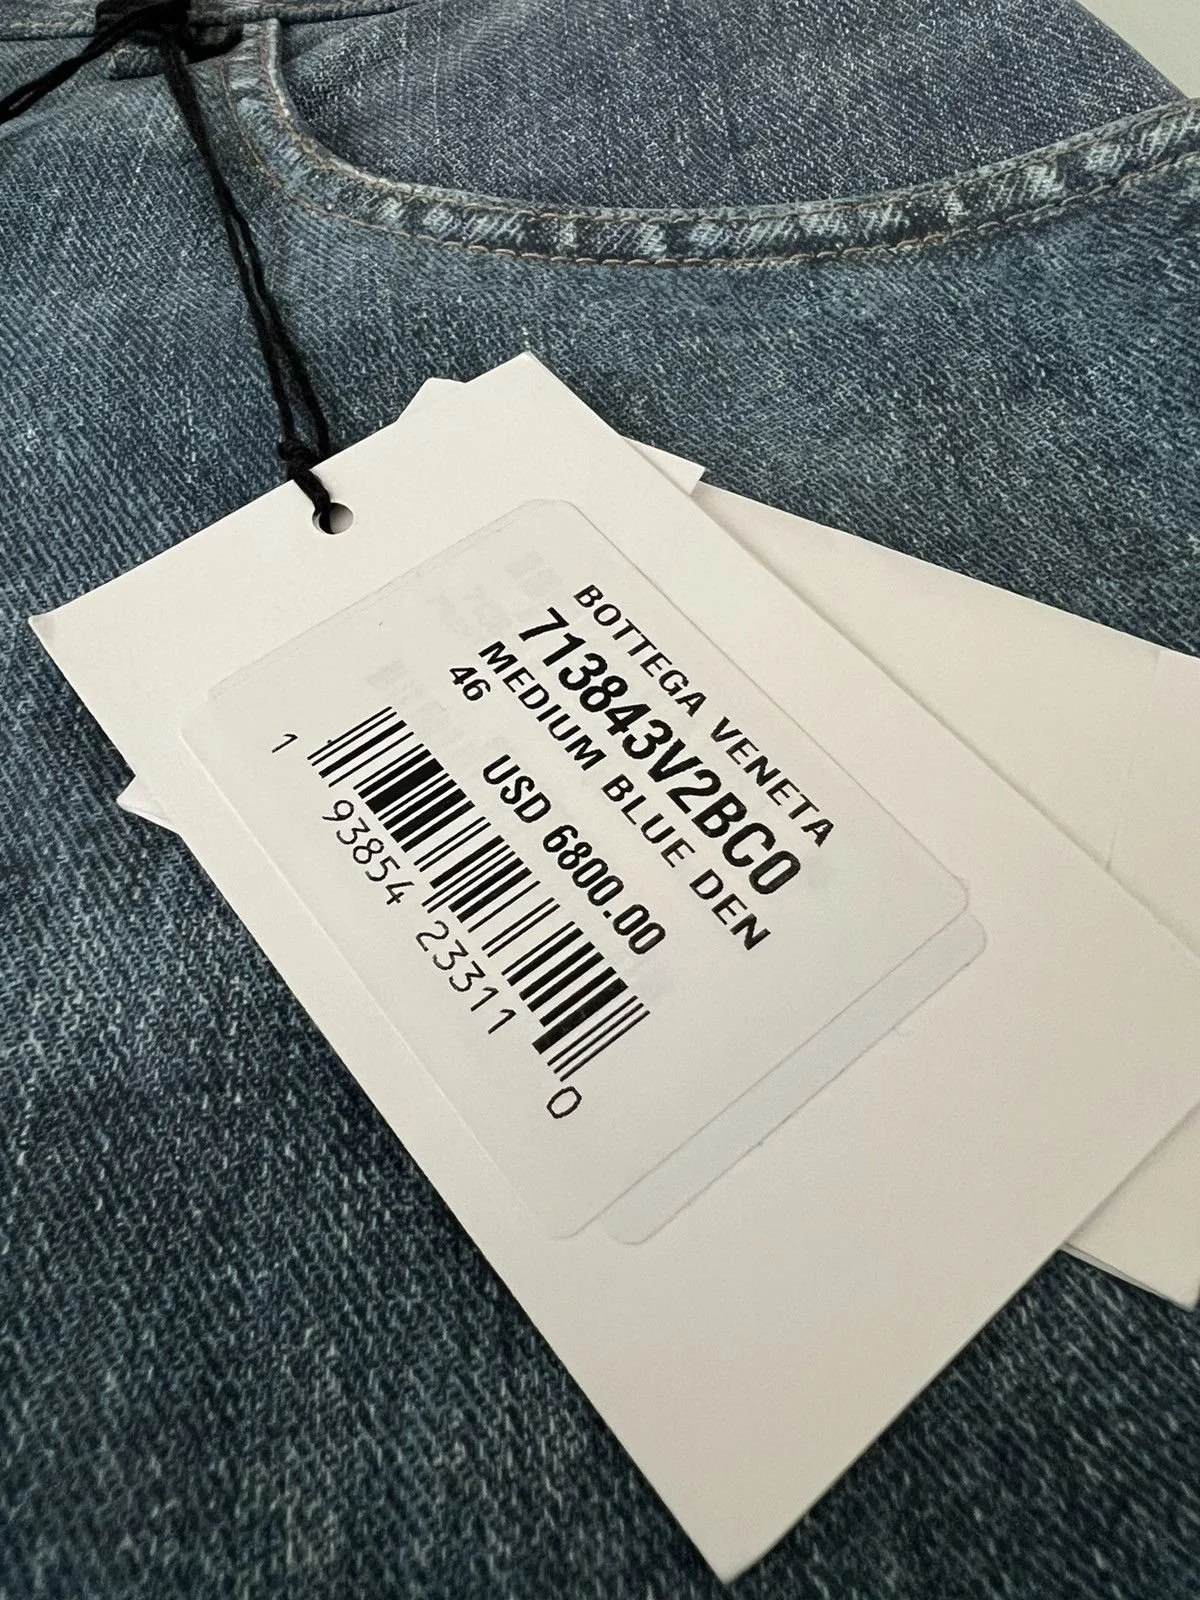 BOTTEGA VENETA
713843V2BC0
MEDIUM BLUE DEN
46
USD 6800.00
1 93854 23311 0